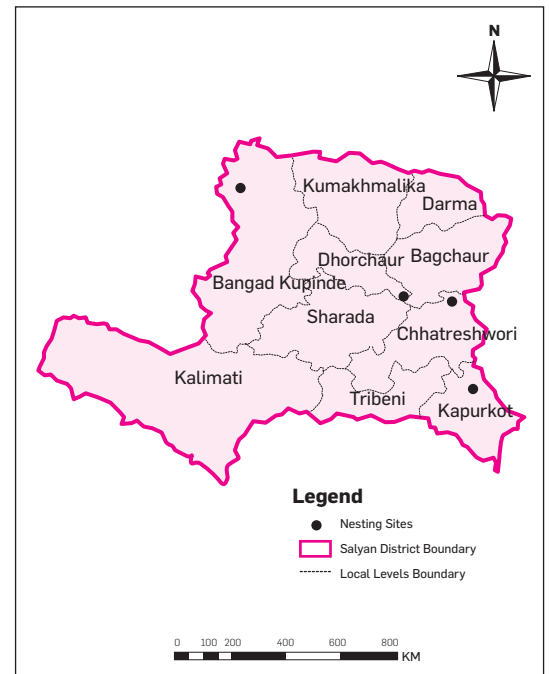 N
Kumakhmalika
Darma
Dhorchaur
Bagchaur
Bangad Kupinde
Sharada
Chhatreshwori
Kalimati
Tribeni
Kapurkot
Legend
Nesting Sites
Salyan District Boundary
Local Levels Boundary
0 100 200 400 600 800
KM